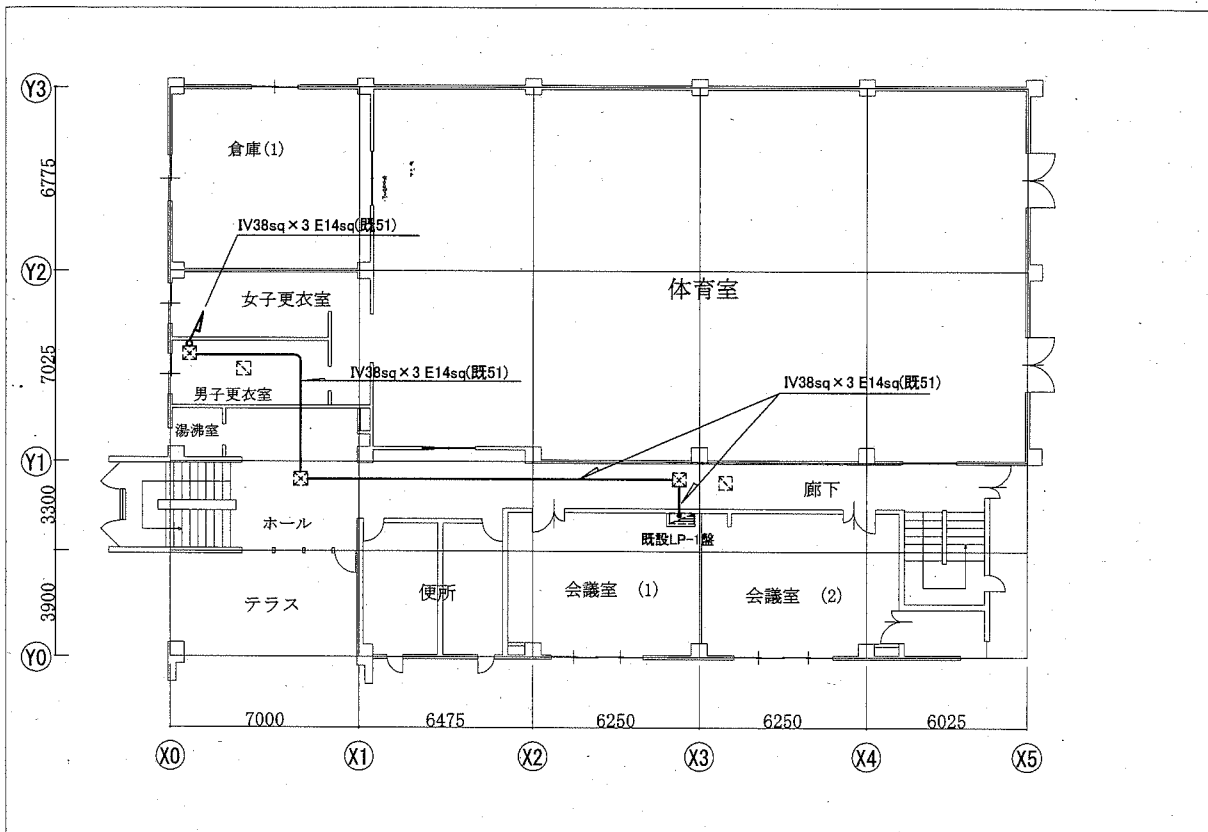 Y3
倉庫(1)
6775
IV38sq×3 E14sq(既51)
Y2
女子更衣室
体育室
7025
IV38sq×3 E14sq(既51)
IV38sq×3 E14sq(既51)
男子更衣室
湯沸室
Y1
廊下
3300
ホール
既設LP-1盤
テラス
便所
会議室 (1)
会議室 (2)
3900
Y0
7000
6475
6250
6250
6025
X0
X1
X2
X3
X4
X5